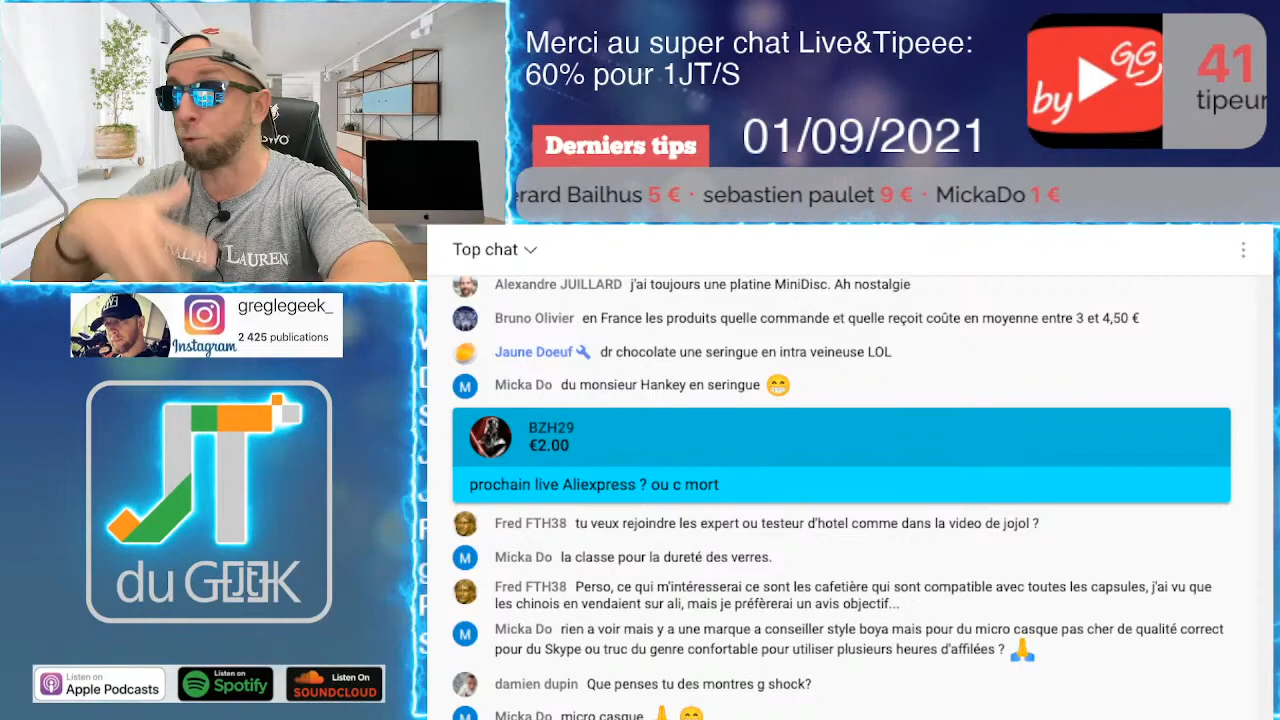 Merci au super chat Live&Tipeee:
60% pour 1JT/S
by GLG
41
tipeur
Derniers tips
01/09/2021
erard Bailhus 5 € · sebastien paulet 9 € · MickaDo 1 €
LAUREN
Top chat
Alexandre JUILLARD j'ai toujours une platine MiniDisc. Ah nostalgie
Bruno Olivier en France les produits quelle commande et quelle reçoit coûte en moyenne entre 3 et 4,50 €
Jaune Doeuf dr chocolate une seringue en intra veineuse LOL
M Micka Do du monsieur Hankey en seringue 😁
BZH29
€2.00
prochain live Aliexpress ? ou c mort
Fred FTH38 tu veux rejoindre les expert ou testeur d'hotel comme dans la video de jojol ?
M Micka Do la classe pour la dureté des verres.
Fred FTH38 Perso, ce qui m'intéresserai ce sont les cafetière qui sont compatible avec toutes les capsules, j'ai vu que
les chinois en vendaient sur ali, mais je préfèrerai un avis objectif...
M Micka Do rien a voir mais y a une marque a conseiller style boya mais pour du micro casque pas cher de qualité correct
pour du Skype ou truc du genre confortable pour utiliser plusieurs heures d'affilées ? 🙏
damien dupin Que penses tu des montres g shock?
M Micka Do micro casque 🙏 😁
greglegeek_
Instagram 2 425 publications
JT
du GEEK
Listen on
Apple Podcasts
Listen on
Spotify
Listen On
SOUNDCLOUD